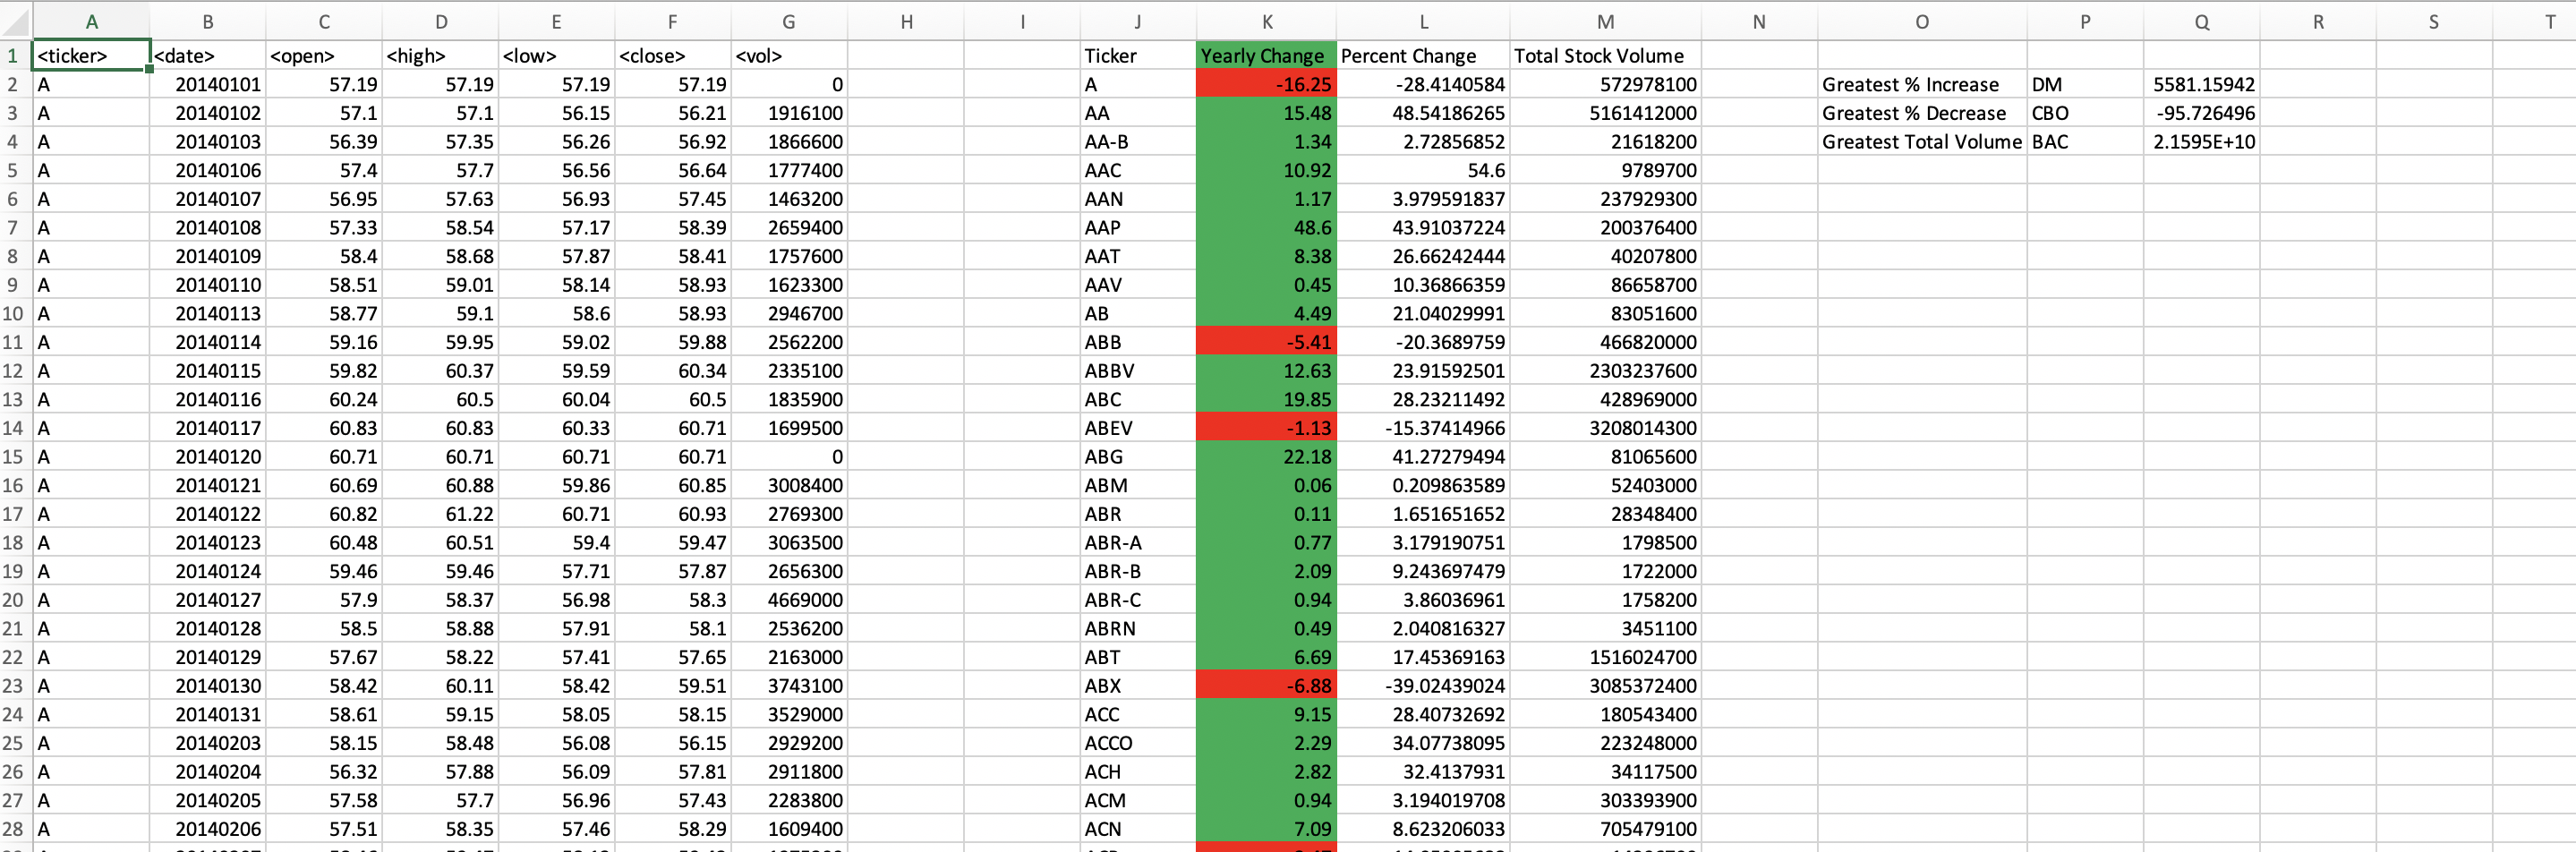 A B C D E F G H I J K L M N O P Q R S T
1 <ticker> <date> <open> <high> <low> <close> <vol> Ticker Yearly Change Percent Change Total Stock Volume
2 A 20140101 57.19 57.19 57.19 57.19 0 A -16.25 -28.4140584 572978100 Greatest % Increase DM 5581.15942
3 A 20140102 57.1 57.1 56.15 56.21 1916100 AA 15.48 48.54186265 5161412000 Greatest % Decrease CBO -95.726496
4 A 20140103 56.39 57.35 56.26 56.92 1866600 AA-B 1.34 2.72856852 21618200 Greatest Total Volume BAC 2.1595E+10
5 A 20140106 57.4 57.7 56.56 56.64 1777400 AAC 10.92 54.6 9789700
6 A 20140107 56.95 57.63 56.93 57.45 1463200 AAN 1.17 3.979591837 237929300
7 A 20140108 57.33 58.54 57.17 58.39 2659400 AAP 48.6 43.91037224 200376400
8 A 20140109 58.4 58.68 57.87 58.41 1757600 AAT 8.38 26.66242444 40207800
9 A 20140110 58.51 59.01 58.14 58.93 1623300 AAV 0.45 10.36866359 86658700
10 A 20140113 58.77 59.1 58.6 58.93 2946700 AB 4.49 21.04029991 83051600
11 A 20140114 59.16 59.95 59.02 59.88 2562200 ABB -5.41 -20.3689759 466820000
12 A 20140115 59.82 60.37 59.59 60.34 2335100 ABBV 12.63 23.91592501 2303237600
13 A 20140116 60.24 60.5 60.04 60.5 1835900 ABC 19.85 28.23211492 428969000
14 A 20140117 60.83 60.83 60.33 60.71 1699500 ABEV -1.13 -15.37414966 3208014300
15 A 20140120 60.71 60.71 60.71 60.71 0 ABG 22.18 41.27279494 81065600
16 A 20140121 60.69 60.88 59.86 60.85 3008400 ABM 0.06 0.209863589 52403000
17 A 20140122 60.82 61.22 60.71 60.93 2769300 ABR 0.11 1.651651652 28348400
18 A 20140123 60.48 60.51 59.4 59.47 3063500 ABR-A 0.77 3.179190751 1798500
19 A 20140124 59.46 59.46 57.71 57.87 2656300 ABR-B 2.09 9.243697479 1722000
20 A 20140127 57.9 58.37 56.98 58.3 4669000 ABR-C 0.94 3.86036961 1758200
21 A 20140128 58.5 58.88 57.91 58.1 2536200 ABRN 0.49 2.040816327 3451100
22 A 20140129 57.67 58.22 57.41 57.65 2163000 ABT 6.69 17.45369163 1516024700
23 A 20140130 58.42 60.11 58.42 59.51 3743100 ABX -6.88 -39.02439024 3085372400
24 A 20140131 58.61 59.15 58.05 58.15 3529000 ACC 9.15 28.40732692 180543400
25 A 20140203 58.15 58.48 56.08 56.15 2929200 ACCO 2.29 34.07738095 223248000
26 A 20140204 56.32 57.88 56.09 57.81 2911800 ACH 2.82 32.4137931 34117500
27 A 20140205 57.58 57.7 56.96 57.43 2283800 ACM 0.94 3.194019708 303393900
28 A 20140206 57.51 58.35 57.46 58.29 1609400 ACN 7.09 8.623206033 705479100